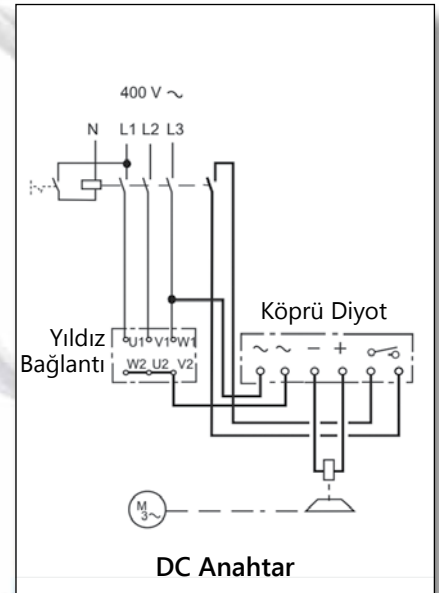 400 V ~
N L1 L2 L3
Köprü Diyot
Yıldız
Bağlantı
U1 V1 W1
W2 U2 V2
~ ~ − +
M
3~
DC Anahtar